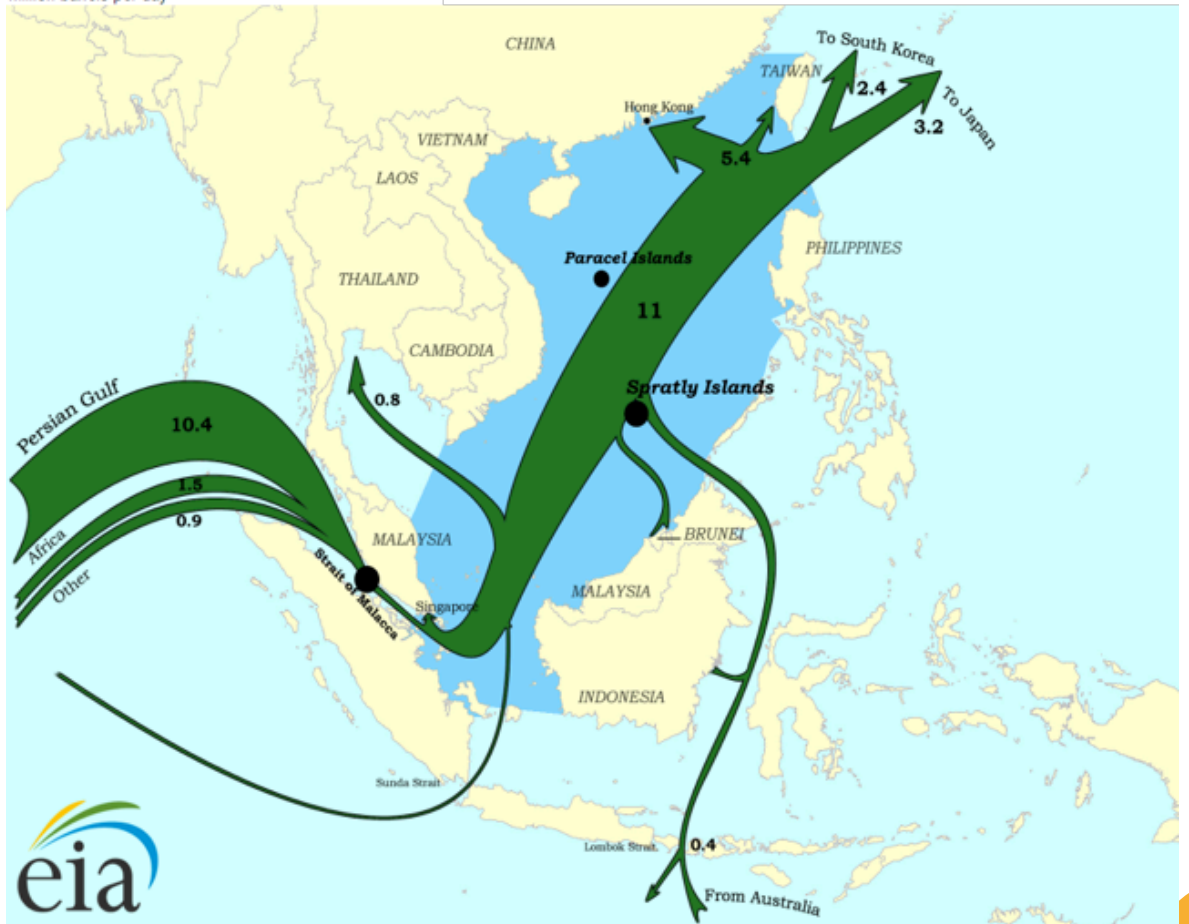 CHINA
To South Korea
TAIWAN
2.4
Hong Kong
To Japan
3.2
VIETNAM
5.4
LAOS
PHILIPPINES
Paracel Islands
THAILAND
11
CAMBODIA
Spratly Islands
0.8
Persian Gulf
10.4
1.5
0.9
Africa
Other
MALAYSIA
BRUNEI
Strait of Malacca
Singapore
MALAYSIA
INDONESIA
Sunda Strait
Lombok Strait.
0.4
From Australia
eia